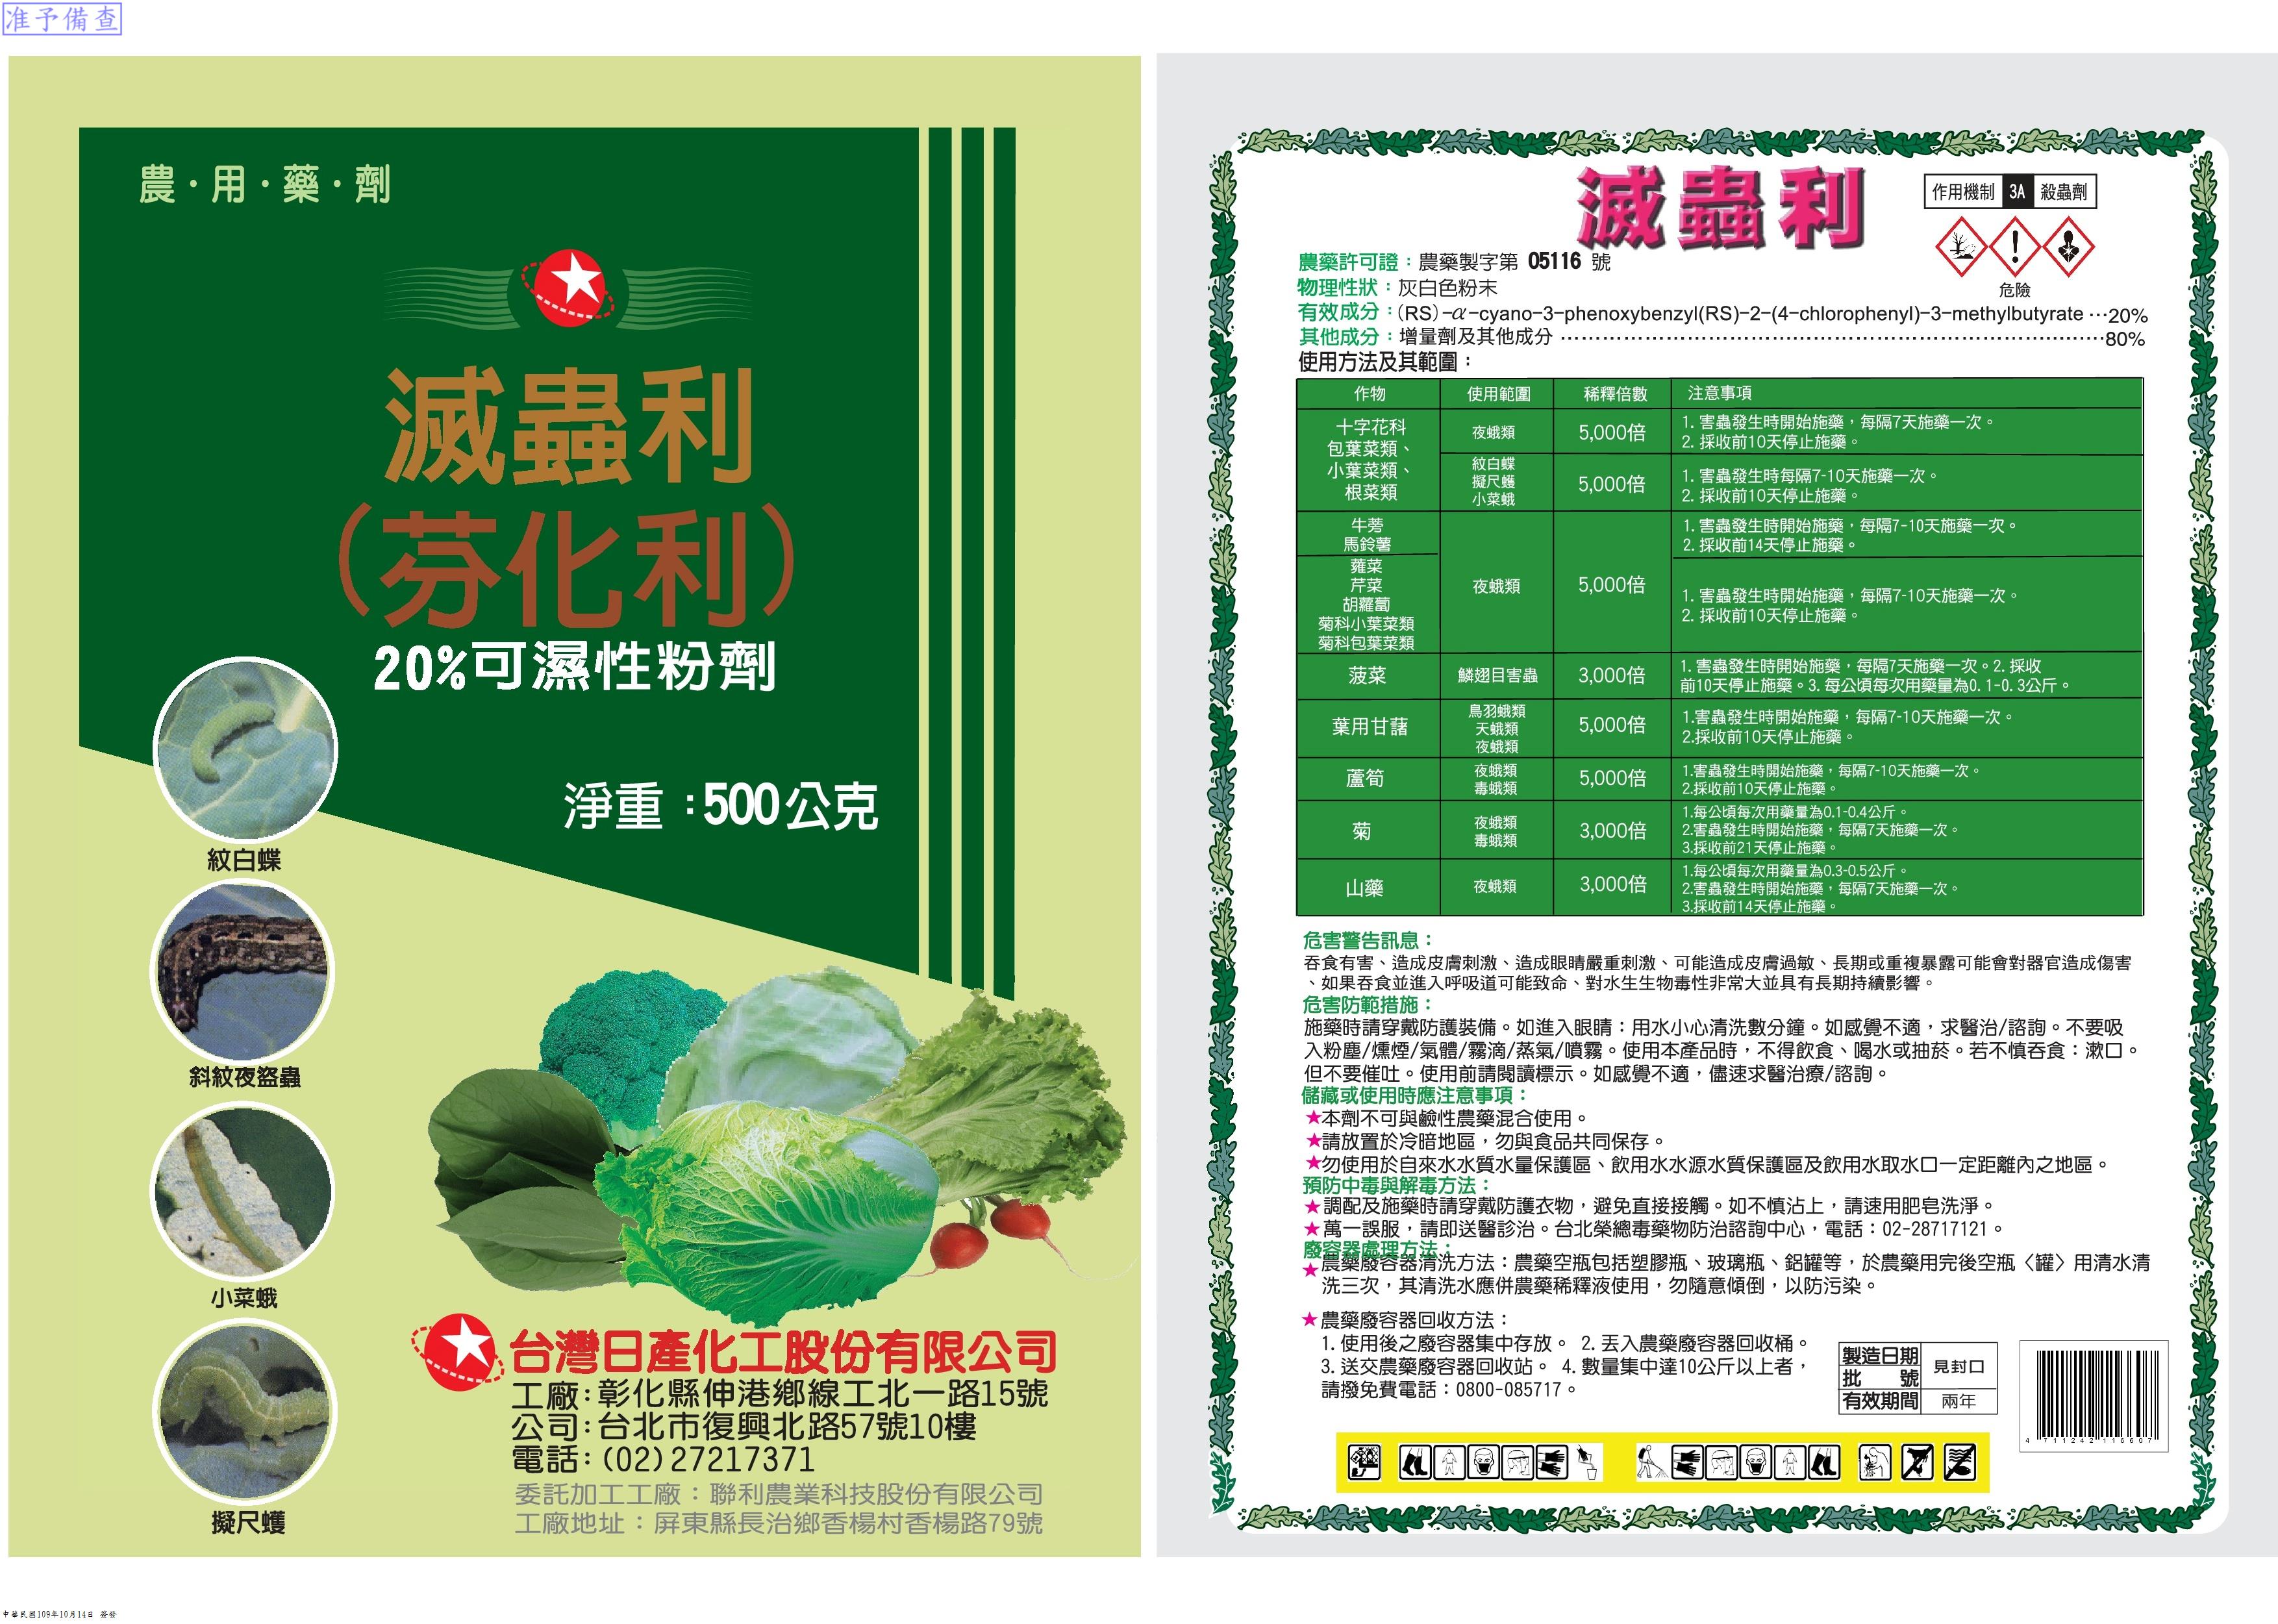 准予備查
農・用・藥・劑
滅蟲利
(芬化利)
20%可濕性粉劑
淨重：500公克
紋白蝶
斜紋夜盜蟲
小菜蛾
擬尺蠖
台灣日產化工股份有限公司
工廠：彰化縣伸港鄉線工北一路15號
公司：台北市復興北路57號10樓
電話：(02)27217371
委託加工工廠：聯利農業科技股份有限公司
工廠地址：屏東縣長治鄉香楊村香楊路79號
滅蟲利
作用機制 3A 殺蟲劑
危險
農藥許可證：農藥製字第 05116 號
物理性狀：灰白色粉末
有效成分：(RS)-α-cyano-3-phenoxybenzyl(RS)-2-(4-chlorophenyl)-3-methylbutyrate …20%
其他成分：增量劑及其他成分 ……………………………………………………………………80%
使用方法及其範圍：
作物 使用範圍 稀釋倍數 注意事項
十字花科
包葉菜類、
小葉菜類、
根菜類
夜蛾類 5,000倍
1. 害蟲發生時開始施藥，每隔7天施藥一次。
2. 採收前10天停止施藥。
紋白蝶
擬尺蠖
小菜蛾
5,000倍
1. 害蟲發生時每隔7-10天施藥一次。
2. 採收前10天停止施藥。
牛蒡
馬鈴薯
1. 害蟲發生時開始施藥，每隔7-10天施藥一次。
2. 採收前14天停止施藥。
蕹菜
芹菜
胡蘿蔔
菊科小葉菜類
菊科包葉菜類
夜蛾類 5,000倍
1. 害蟲發生時開始施藥，每隔7-10天施藥一次。
2. 採收前10天停止施藥。
菠菜 鱗翅目害蟲 3,000倍
1. 害蟲發生時開始施藥，每隔7天施藥一次。2. 採收
前10天停止施藥。3. 每公頃每次用藥量為0.1-0.3公斤。
葉用甘藷
鳥羽蛾類
天蛾類
夜蛾類
5,000倍
1.害蟲發生時開始施藥，每隔7-10天施藥一次。
2.採收前10天停止施藥。
蘆筍
夜蛾類
毒蛾類
5,000倍
1.害蟲發生時開始施藥，每隔7-10天施藥一次。
2.採收前10天停止施藥。
菊
夜蛾類
毒蛾類
3,000倍
1.每公頃每次用藥量為0.1-0.4公斤。
2.害蟲發生時開始施藥，每隔7天施藥一次。
3.採收前21天停止施藥。
山藥 夜蛾類 3,000倍
1.每公頃每次用藥量為0.3-0.5公斤。
2.害蟲發生時開始施藥，每隔7天施藥一次。
3.採收前14天停止施藥。
危害警告訊息：
吞食有害、造成皮膚刺激、造成眼睛嚴重刺激、可能造成皮膚過敏、長期或重複暴露可能會對器官造成傷害
、如果吞食並進入呼吸道可能致命、對水生生物毒性非常大並具有長期持續影響。
危害防範措施：
施藥時請穿戴防護裝備。如進入眼睛：用水小心清洗數分鐘。如感覺不適，求醫治/諮詢。不要吸
入粉塵/燻煙/氣體/霧滴/蒸氣/噴霧。使用本產品時，不得飲食、喝水或抽菸。若不慎吞食：漱口。
但不要催吐。使用前請閱讀標示。如感覺不適，儘速求醫治療/諮詢。
儲藏或使用時應注意事項：
★本劑不可與鹼性農藥混合使用。
★請放置於冷暗地區，勿與食品共同保存。
★勿使用於自來水水質水量保護區、飲用水水源水質保護區及飲用水取水口一定距離內之地區。
預防中毒與解毒方法：
★調配及施藥時請穿戴防護衣物，避免直接接觸。如不慎沾上，請速用肥皂洗淨。
★萬一誤服，請即送醫診治。台北榮總毒藥物防治諮詢中心，電話：02-28717121。
廢容器處理方法：
★農藥廢容器清洗方法：農藥空瓶包括塑膠瓶、玻璃瓶、鋁罐等，於農藥用完後空瓶〈罐〉用清水清
洗三次，其清洗水應併農藥稀釋液使用，勿隨意傾倒，以防污染。
★農藥廢容器回收方法：
1. 使用後之廢容器集中存放。 2. 丟入農藥廢容器回收桶。
3. 送交農藥廢容器回收站。 4. 數量集中達10公斤以上者，
請撥免費電話：0800-085717。
製造日期
批號
見封口
有效期間 兩年
4 711242 116607
中華民國109年10月14日 簽發